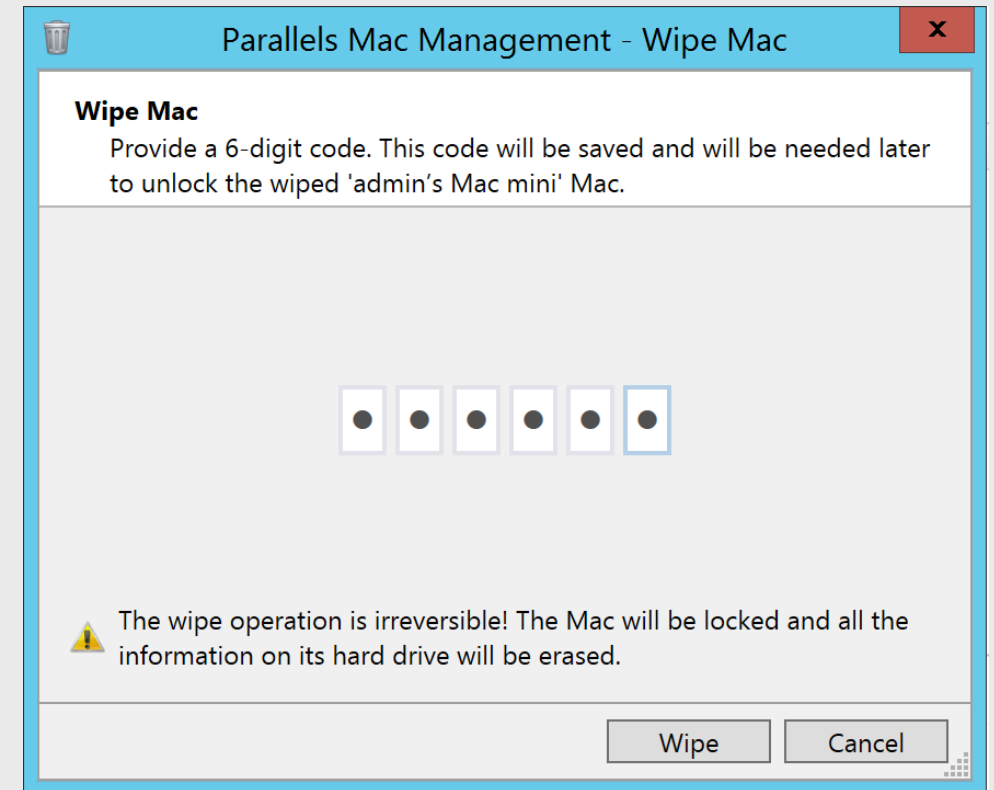 Parallels Mac Management - Wipe Mac
x
Wipe Mac
Provide a 6-digit code. This code will be saved and will be needed later
to unlock the wiped 'admin’s Mac mini' Mac.
The wipe operation is irreversible! The Mac will be locked and all the
information on its hard drive will be erased.
Wipe
Cancel